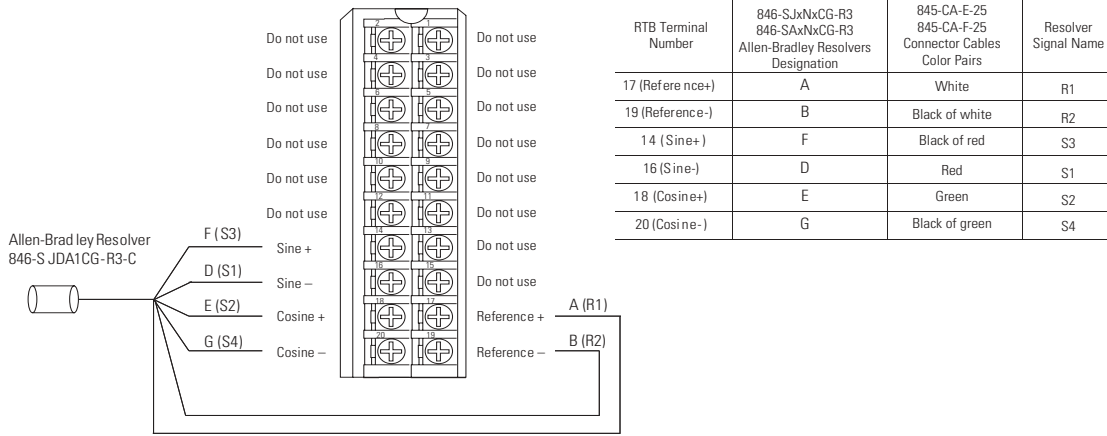 2 1
Do not use Do not use
4 3
Do not use Do not use
6 5
Do not use Do not use
8 7
Do not use Do not use
10 9
Do not use Do not use
12 11
Do not use Do not use
14 13
F (S3) Sine + Do not use
16 15
D (S1) Sine – Do not use
18 17
E (S2) Cosine + Reference + A (R1)
20 19
G (S4) Cosine – Reference – B (R2)
Allen-Brad ley Resolver
846-S JDA1CG-R3-C
RTB Terminal
Number
846-SJxNxCG-R3
846-SAxNxCG-R3
Allen-Bradley Resolvers
Designation
845-CA-E-25
845-CA-F-25
Connector Cables
Color Pairs
Resolver
Signal Name
17 (Refere nce+) A White R1
19 (Reference-) B Black of white R2
14 ( Sine+ ) F Black of red S3
16 (Sine-) D Red S1
18 (Cosine+) E Green S2
20 (Cosine- ) G Black of green S4